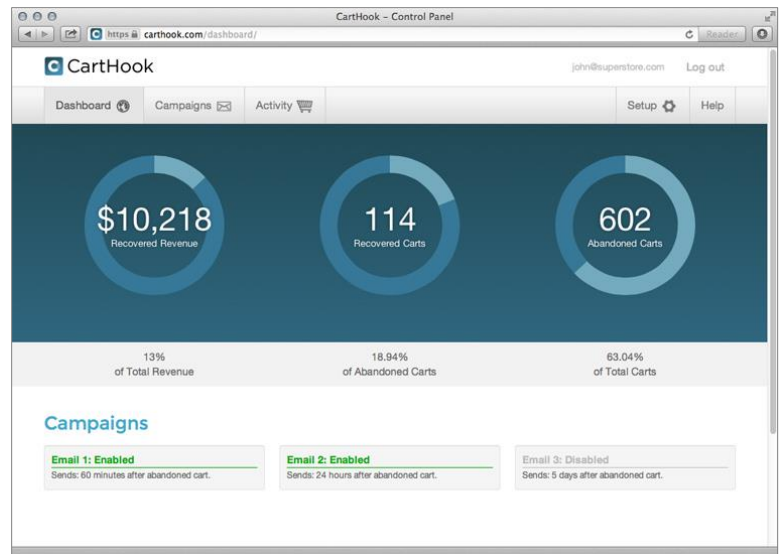 CartHook – Control Panel
https carthook.com/dashboard/
Reader
CartHook
john@superstore.com
Log out
Dashboard
Campaigns
Activity
Setup
Help
$10,218
Recovered Revenue
114
Recovered Carts
602
Abandoned Carts
13%
of Total Revenue
18.94%
of Abandoned Carts
63.04%
of Total Carts
Campaigns
Email 1: Enabled
Sends: 60 minutes after abandoned cart.
Email 2: Enabled
Sends: 24 hours after abandoned cart.
Email 3: Disabled
Sends: 5 days after abandoned cart.